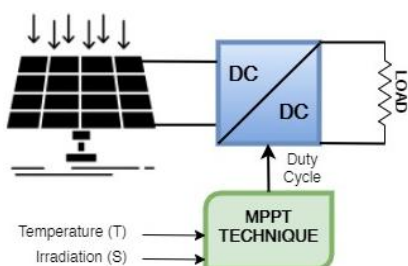 DC
DC
LOAD
Duty
Cycle
MPPT
TECHNIQUE
Temperature (T)
Irradiation (S)